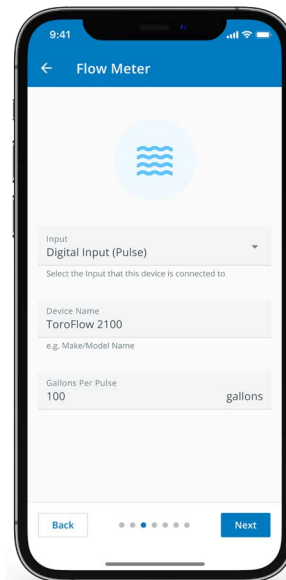 9:41
Flow Meter
Input
Digital Input (Pulse)
Select the Input that this device is connected to
Device Name
ToroFlow 2100
e.g. Make/Model Name
Gallons Per Pulse
100 gallons
Back Next